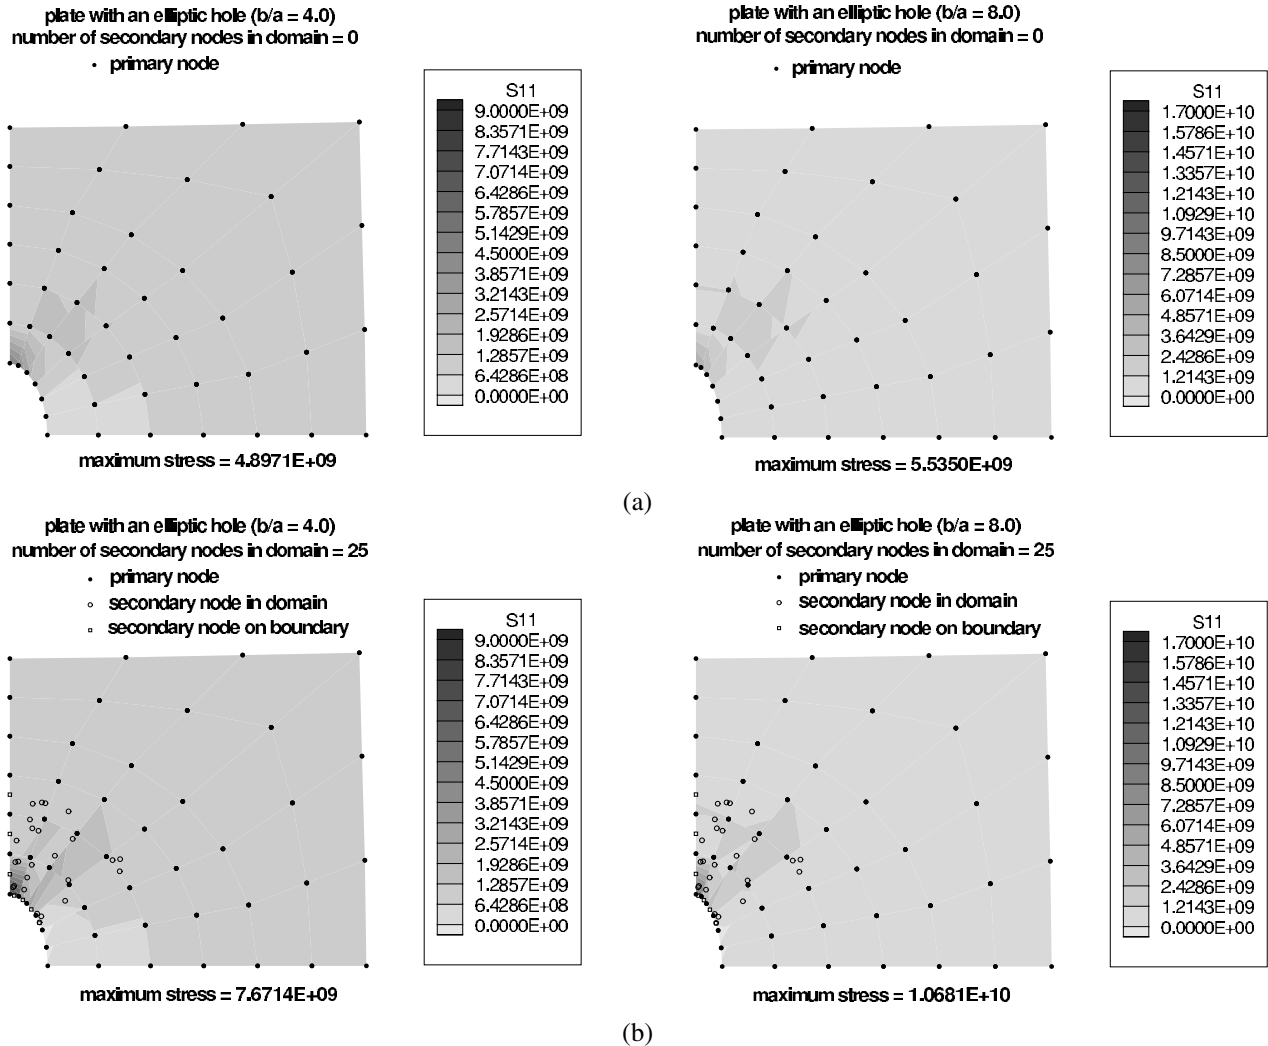 plate with an elliptic hole (b/a = 4.0)
number of secondary nodes in domain = 0
primary node
S11
9.0000E+09
8.3571E+09
7.7143E+09
7.0714E+09
6.4286E+09
5.7857E+09
5.1429E+09
4.5000E+09
3.8571E+09
3.2143E+09
2.5714E+09
1.9286E+09
1.2857E+09
6.4286E+08
0.0000E+00
maximum stress = 4.8971E+09
plate with an elliptic hole (b/a = 8.0)
number of secondary nodes in domain = 0
primary node
S11
1.7000E+10
1.5786E+10
1.4571E+10
1.3357E+10
1.2143E+10
1.0929E+10
9.7143E+09
8.5000E+09
7.2857E+09
6.0714E+09
4.8571E+09
3.6429E+09
2.4286E+09
1.2143E+09
0.0000E+00
maximum stress = 5.5350E+09
(a)
plate with an elliptic hole (b/a = 4.0)
number of secondary nodes in domain = 25
primary node
secondary node in domain
secondary node on boundary
S11
9.0000E+09
8.3571E+09
7.7143E+09
7.0714E+09
6.4286E+09
5.7857E+09
5.1429E+09
4.5000E+09
3.8571E+09
3.2143E+09
2.5714E+09
1.9286E+09
1.2857E+09
6.4286E+08
0.0000E+00
maximum stress = 7.6714E+09
plate with an elliptic hole (b/a = 8.0)
number of secondary nodes in domain = 25
primary node
secondary node in domain
secondary node on boundary
S11
1.7000E+10
1.5786E+10
1.4571E+10
1.3357E+10
1.2143E+10
1.0929E+10
9.7143E+09
8.5000E+09
7.2857E+09
6.0714E+09
4.8571E+09
3.6429E+09
2.4286E+09
1.2143E+09
0.0000E+00
maximum stress = 1.0681E+10
(b)